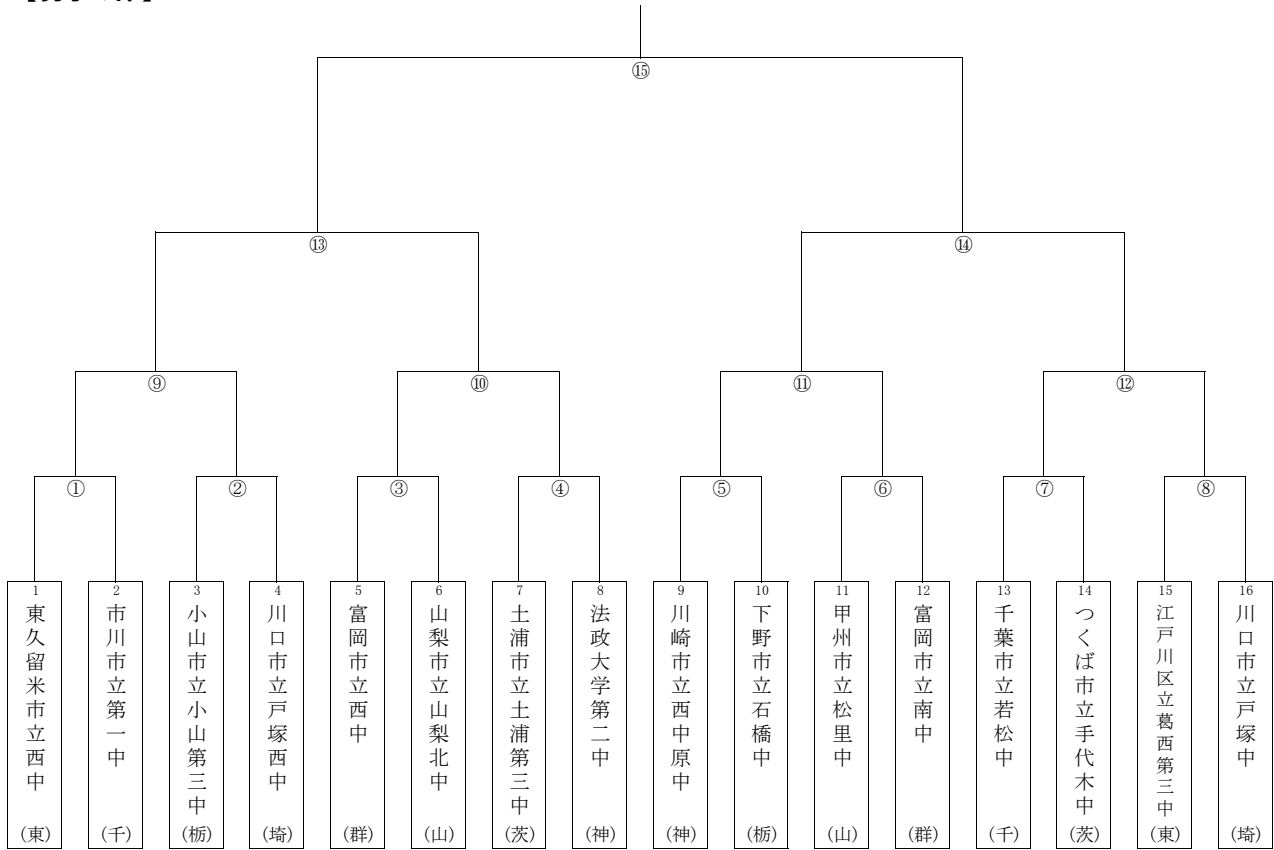 ⑮
⑬
⑭
⑨
⑩
⑪
⑫
①
②
③
④
⑤
⑥
⑦
⑧
1
東久留米市立西中
(東)
2
市川市立第一中
(千)
3
小山市立小山第三中
(栃)
4
川口市立戸塚西中
(埼)
5
富岡市立西中
(群)
6
山梨市立山梨北中
(山)
7
土浦市立土浦第三中
(茨)
8
法政大学第二中
(神)
9
川崎市立西中原中
(神)
10
下野市立石橋中
(栃)
11
甲州市立松里中
(山)
12
富岡市立南中
(群)
13
千葉市立若松中
(千)
14
つくば市立手代木中
(茨)
15
江戸川区立葛西第三中
(東)
16
川口市立戸塚中
(埼)